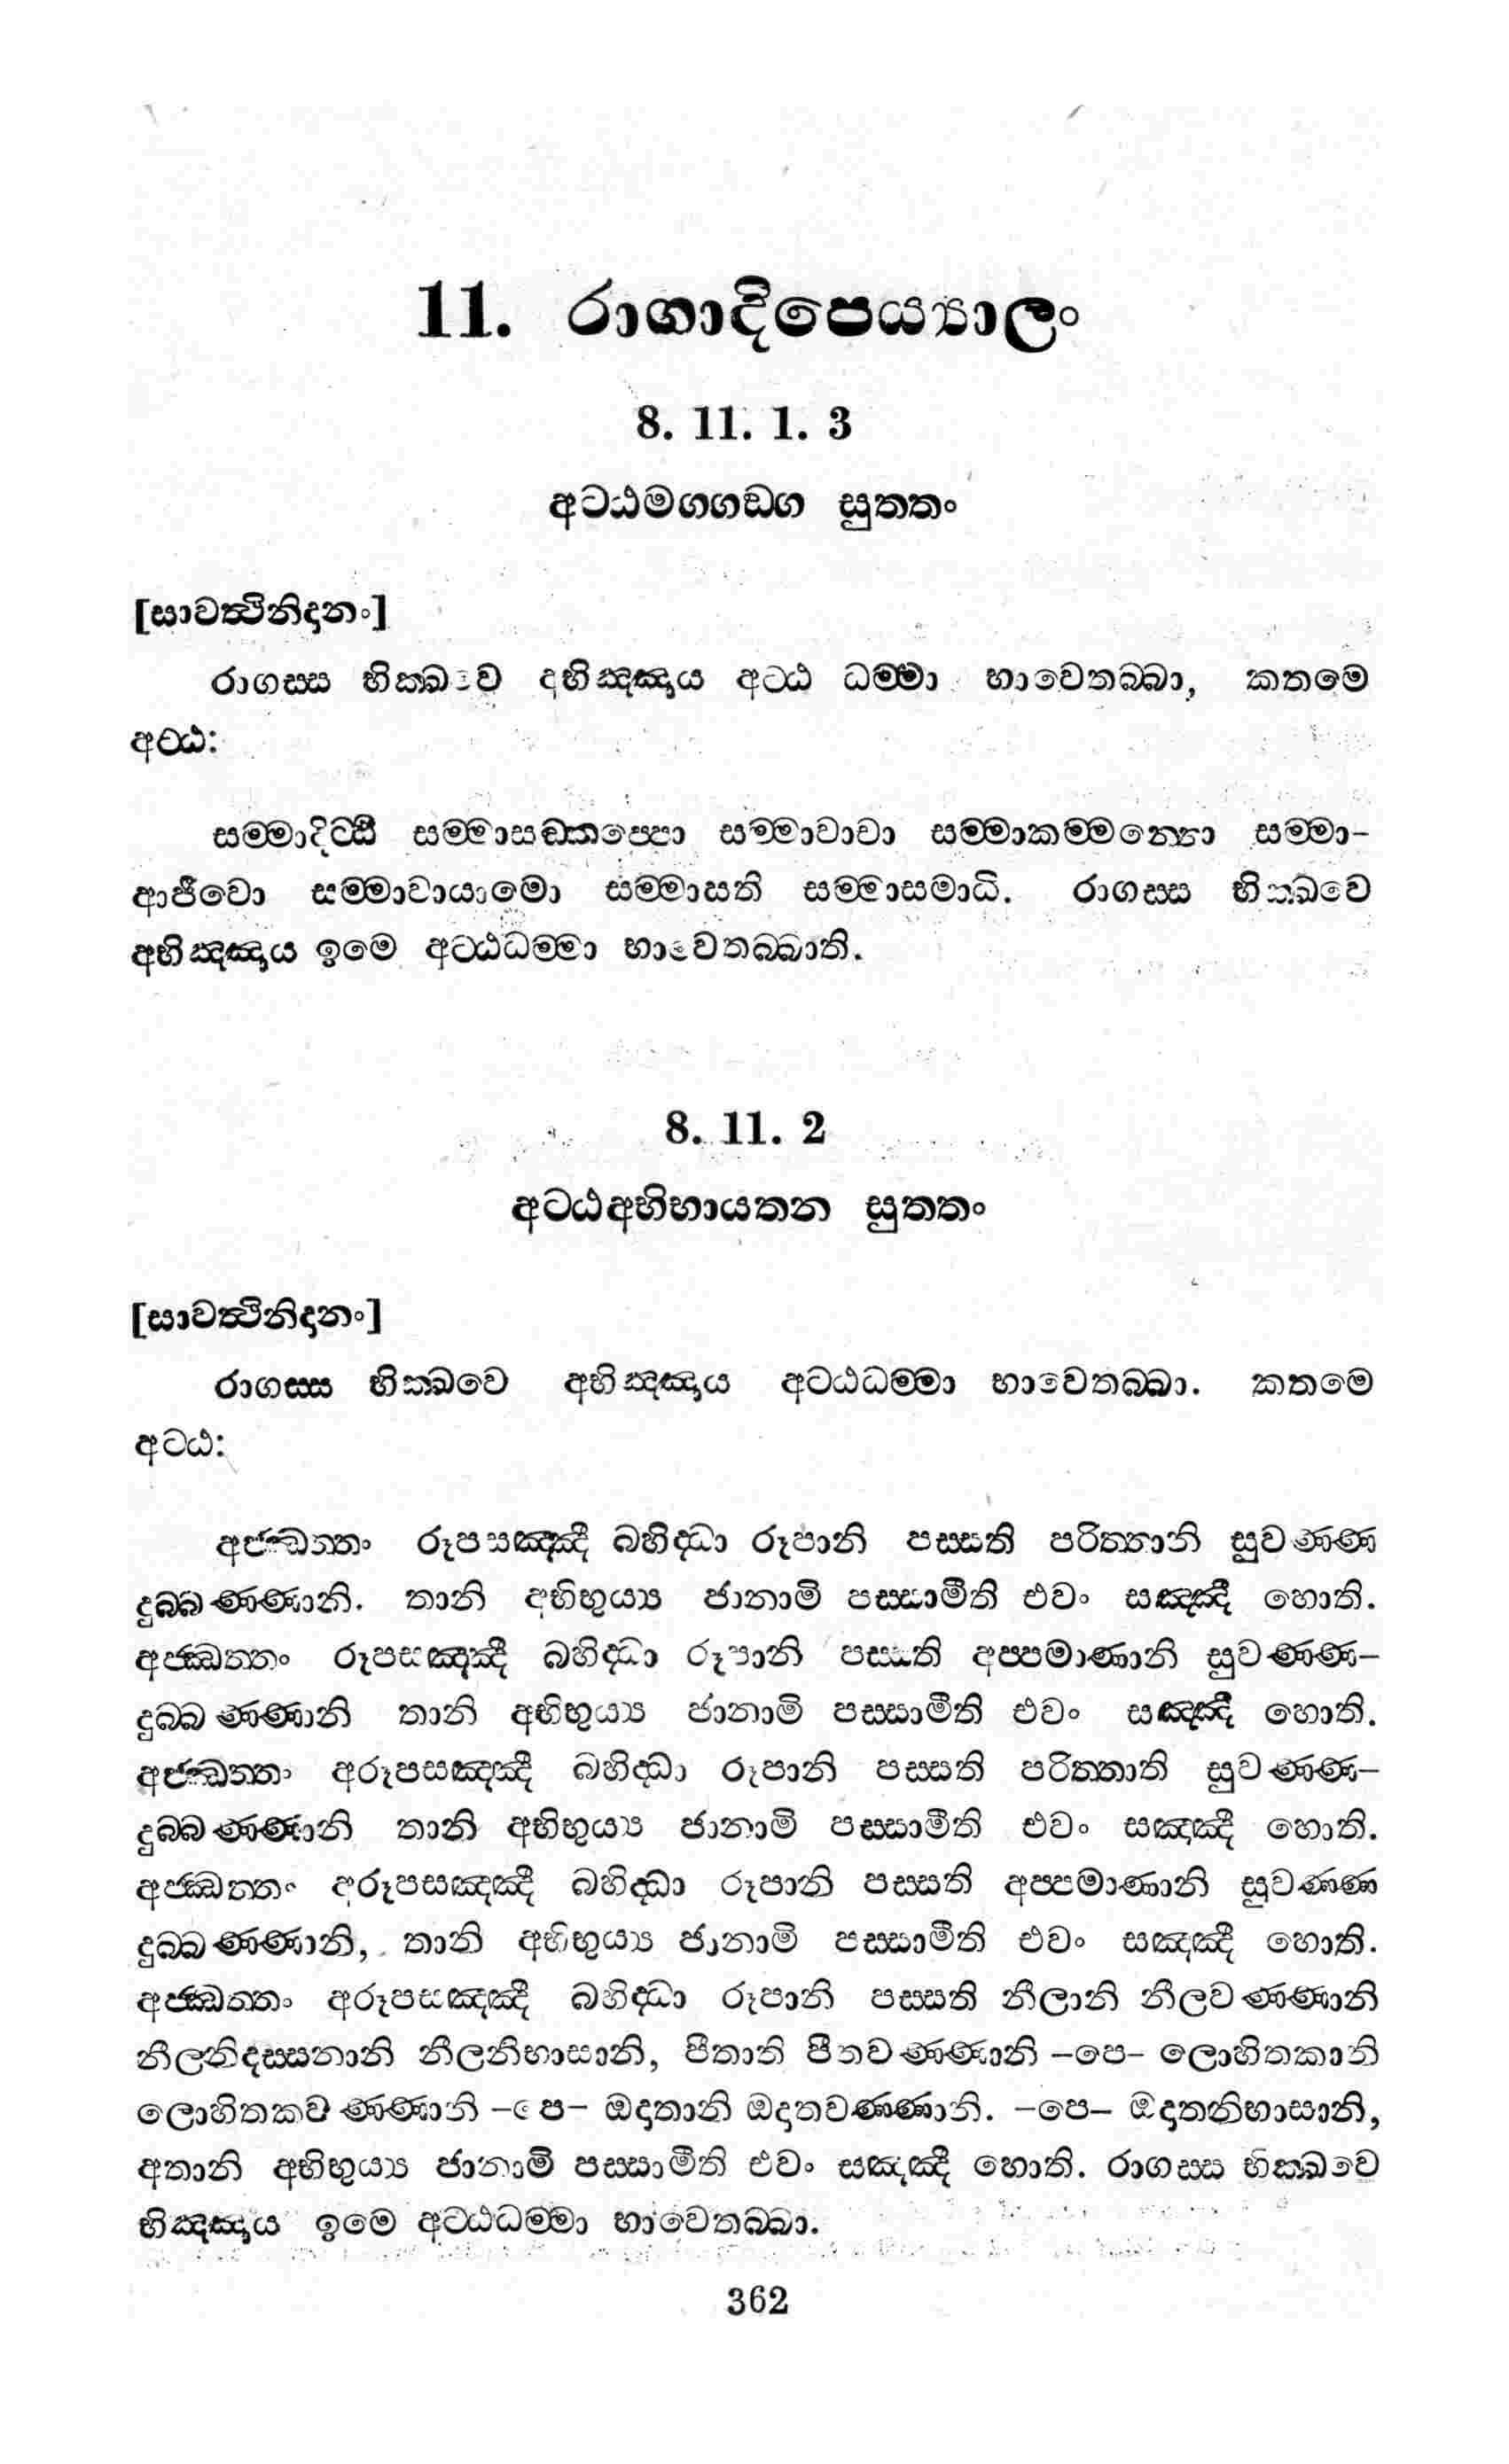 11. රාගාදිපෙය්‍යාලං
8. 11. 1. 3
අට්ඨමග්ගඞ්ග සුත්තං
[සාවත්‍ථිනිදානං]
රාගස්ස භික්ඛවෙ අභිඤ්ඤාය අට්ඨ ධම්මා භාවෙතබ්බා, කතමෙ
අට්ඨ:
සම්මාදිට්ඨි සම්මාසඞ්කප්පො සම්මාවාචා සම්මාකම්මන්තො සම්මා-
ආජීවො සම්මාවායාමො සම්මාසති සම්මාසමාධි. රාගස්ස භික්ඛවෙ
අභිඤ්ඤාය ඉමෙ අට්ඨධම්මා භාවෙතබ්බාති.
8. 11. 2
අට්ඨඅභිභායතන සුත්තං
[සාවත්‍ථිනිදානං]
රාගස්ස භික්ඛවෙ අභිඤ්ඤාය අට්ඨධම්මා භාවෙතබ්බා. කතමෙ
අට්ඨ:
අජ්ඣත්තං රූපසඤ්ඤී බහිද්ධා රූපානි පස්සති පරිත්තානි සුවණ්ණ
දුබ්බණ්ණානි. තානි අභිභුය්‍ය ජානාමි පස්සාමීති එවං සඤ්ඤී හොති.
අජ්ඣත්තං රූපසඤ්ඤී බහිද්ධා රූපානි පස්සති අප්පමාණානි සුවණ්ණ-
දුබ්බණ්ණානි තානි අභිභුය්‍ය ජානාමි පස්සාමීති එවං සඤ්ඤී හොති.
අජ්ඣත්තං අරූපසඤ්ඤී බහිද්ධා රූපානි පස්සති පරිත්තාති සුවණ්ණ-
දුබ්බණ්ණානි තානි අභිභුය්‍ය ජානාමි පස්සාමීති එවං සඤ්ඤී හොති.
අජ්ඣත්තං අරූපසඤ්ඤී බහිද්ධා රූපානි පස්සති අප්පමාණානි සුවණ්ණ
දුබ්බණ්ණානි, තානි අභිභුය්‍ය ජානාමි පස්සාමීති එවං සඤ්ඤී හොති.
අජ්ඣත්තං අරූපසඤ්ඤී බහිද්ධා රූපානි පස්සති නීලානි නීලවණ්ණානි
නීලනිදස්සනානි නීලනිභාසානි, පීතාති පීතවණ්ණානි -පෙ- ලොහිතකානි
ලොහිතකවණ්ණානි -පෙ- ඔදාතානි ඔදාතවණ්ණානි. -පෙ- ඔදාතනිභාසානි,
අතානි අභිභුය්‍ය ජානාමි පස්සාමීති එවං සඤ්ඤී හොති. රාගස්ස භික්ඛවෙ
භිඤ්ඤාය ඉමෙ අට්ඨධම්මා භාවෙතබ්බා.
362